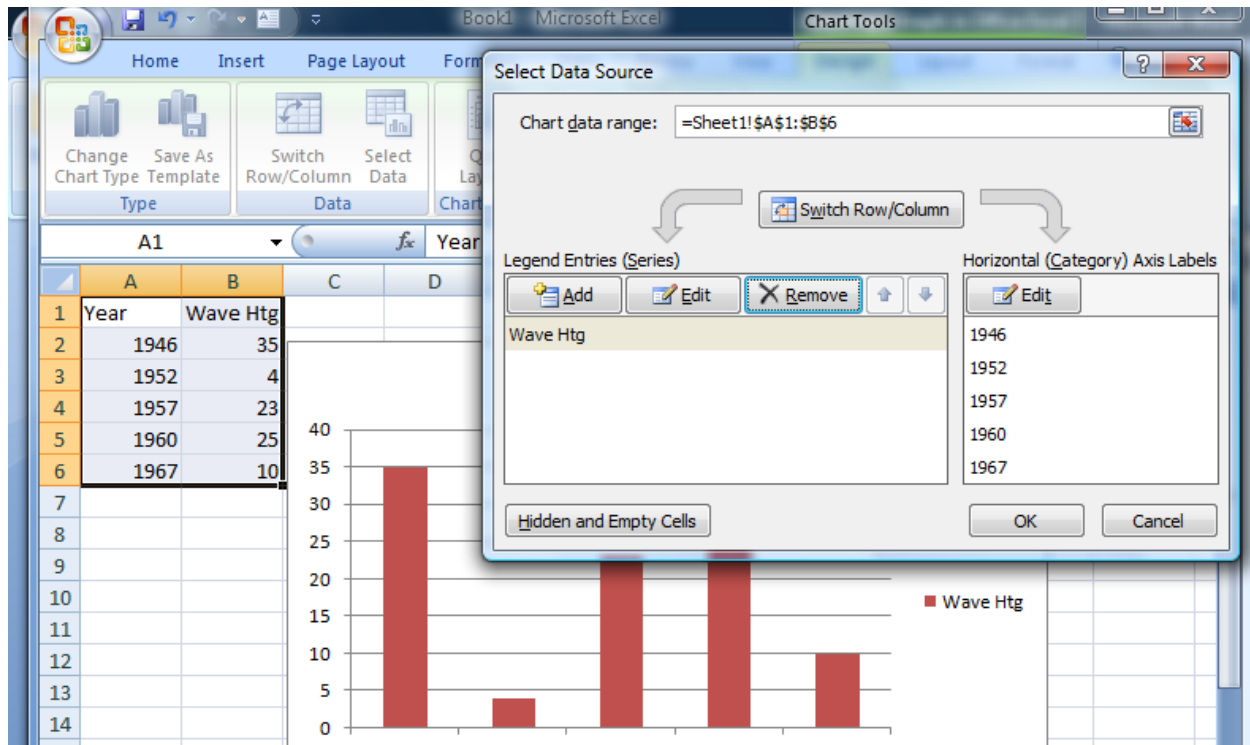 Book1 Microsoft Excel
Chart Tools
Home Insert Page Layout Form
Change Chart Type
Save As Template
Switch Row/Column
Select Data
Q
Lay
Type
Data
Chart
A1
fx
Year
A B C D
1 Year Wave Htg
2 1946 35
3 1952 4
4 1957 23
5 1960 25
6 1967 10
7
8
9
10
11
12
13
14
40
35
30
25
20
15
10
5
0
Wave Htg
Select Data Source
?
Chart data range: =Sheet1!$A$1:$B$6
Switch Row/Column
Legend Entries (Series)
Add Edit Remove
Wave Htg
Horizontal (Category) Axis Labels
Edit
1946
1952
1957
1960
1967
Hidden and Empty Cells
OK Cancel